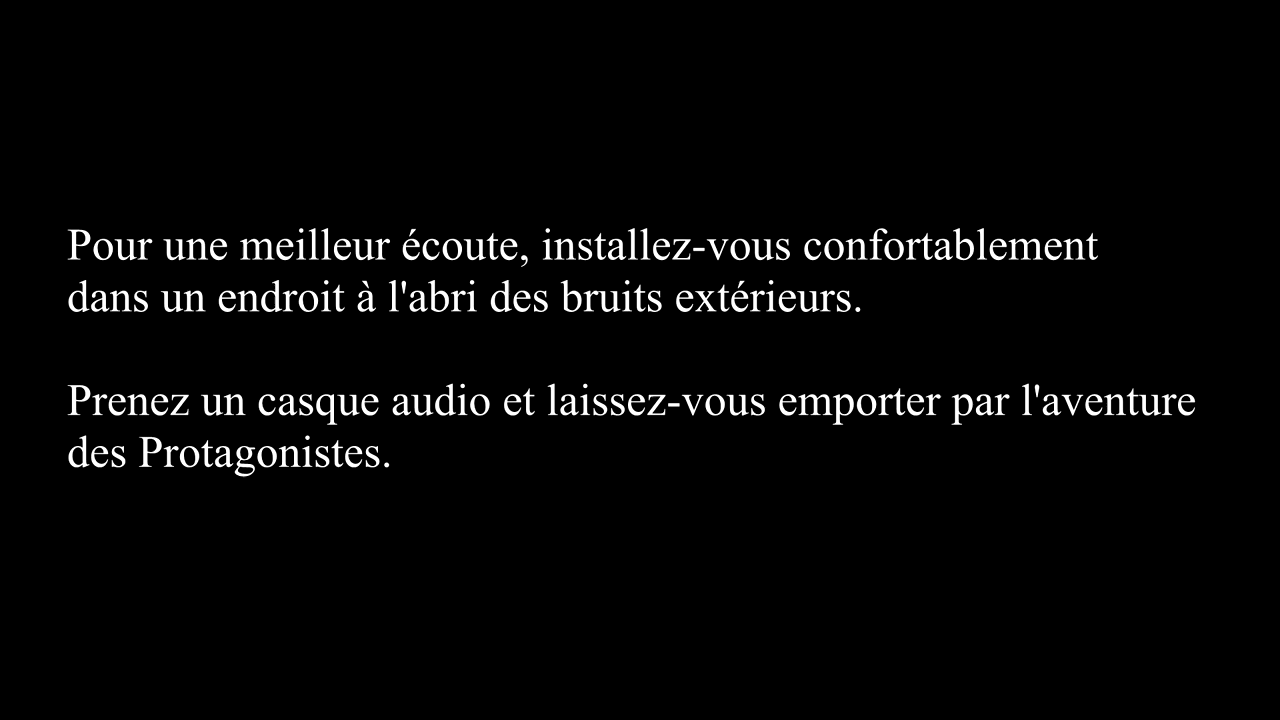 Pour une meilleur écoute, installez-vous confortablement
dans un endroit à l'abri des bruits extérieurs.
Prenez un casque audio et laissez-vous emporter par l'aventure
des Protagonistes.